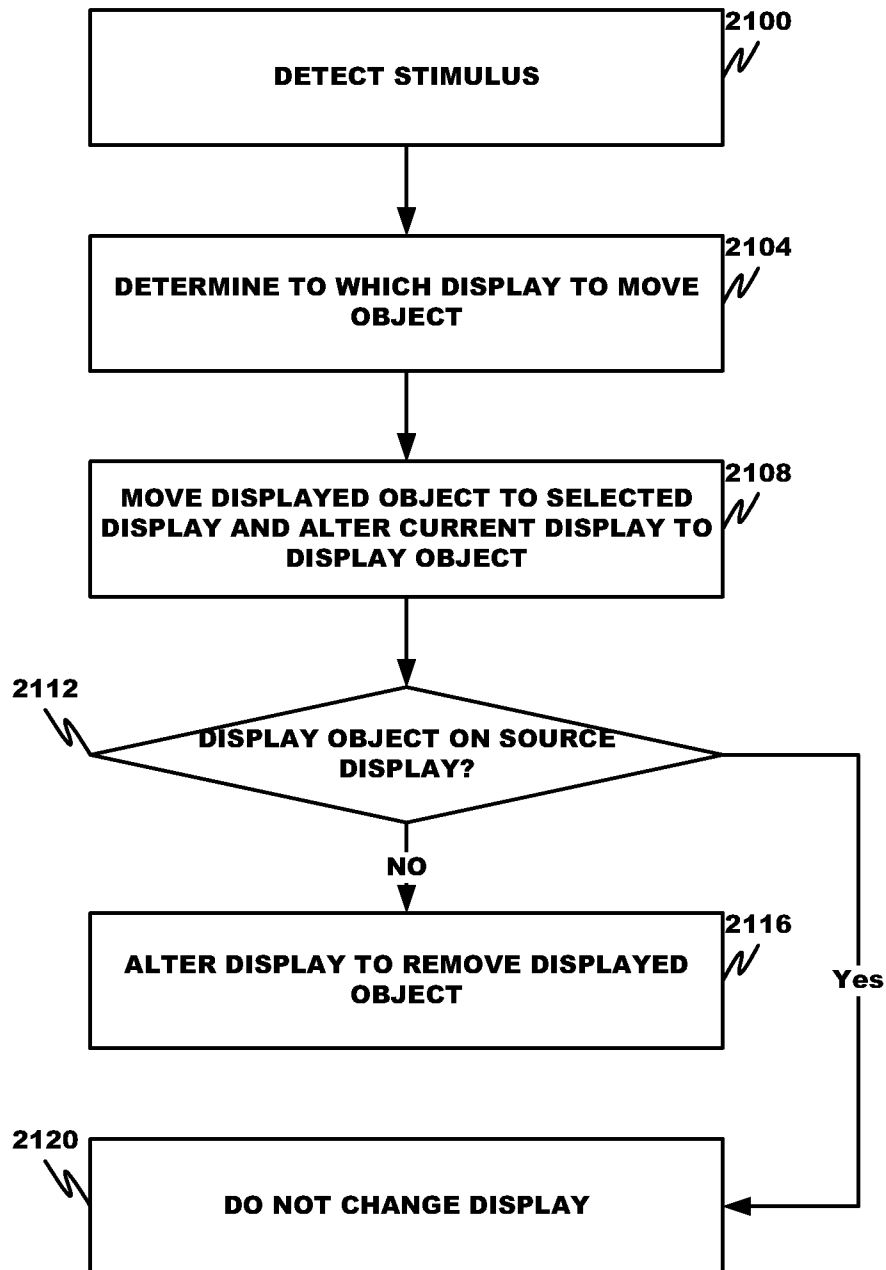 2100
DETECT STIMULUS
2104
DETERMINE TO WHICH DISPLAY TO MOVE
OBJECT
2108
MOVE DISPLAYED OBJECT TO SELECTED
DISPLAY AND ALTER CURRENT DISPLAY TO
DISPLAY OBJECT
2112
DISPLAY OBJECT ON SOURCE
DISPLAY?
NO
2116
ALTER DISPLAY TO REMOVE DISPLAYED
OBJECT
Yes
2120
DO NOT CHANGE DISPLAY